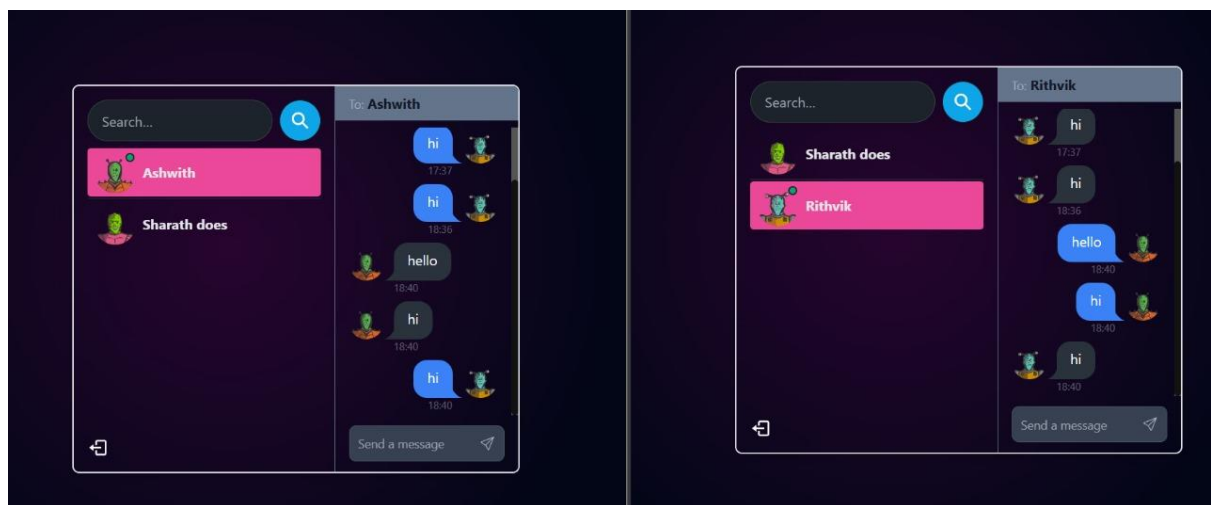 Search...
Ashwith
Sharath does
To: Ashwith
hi
17:37
hi
18:36
hello
18:40
hi
18:40
hi
18:40
Send a message
Search...
Sharath does
Rithvik
To: Rithvik
hi
17:37
hi
18:36
hello
18:40
hi
18:40
hi
18:40
Send a message